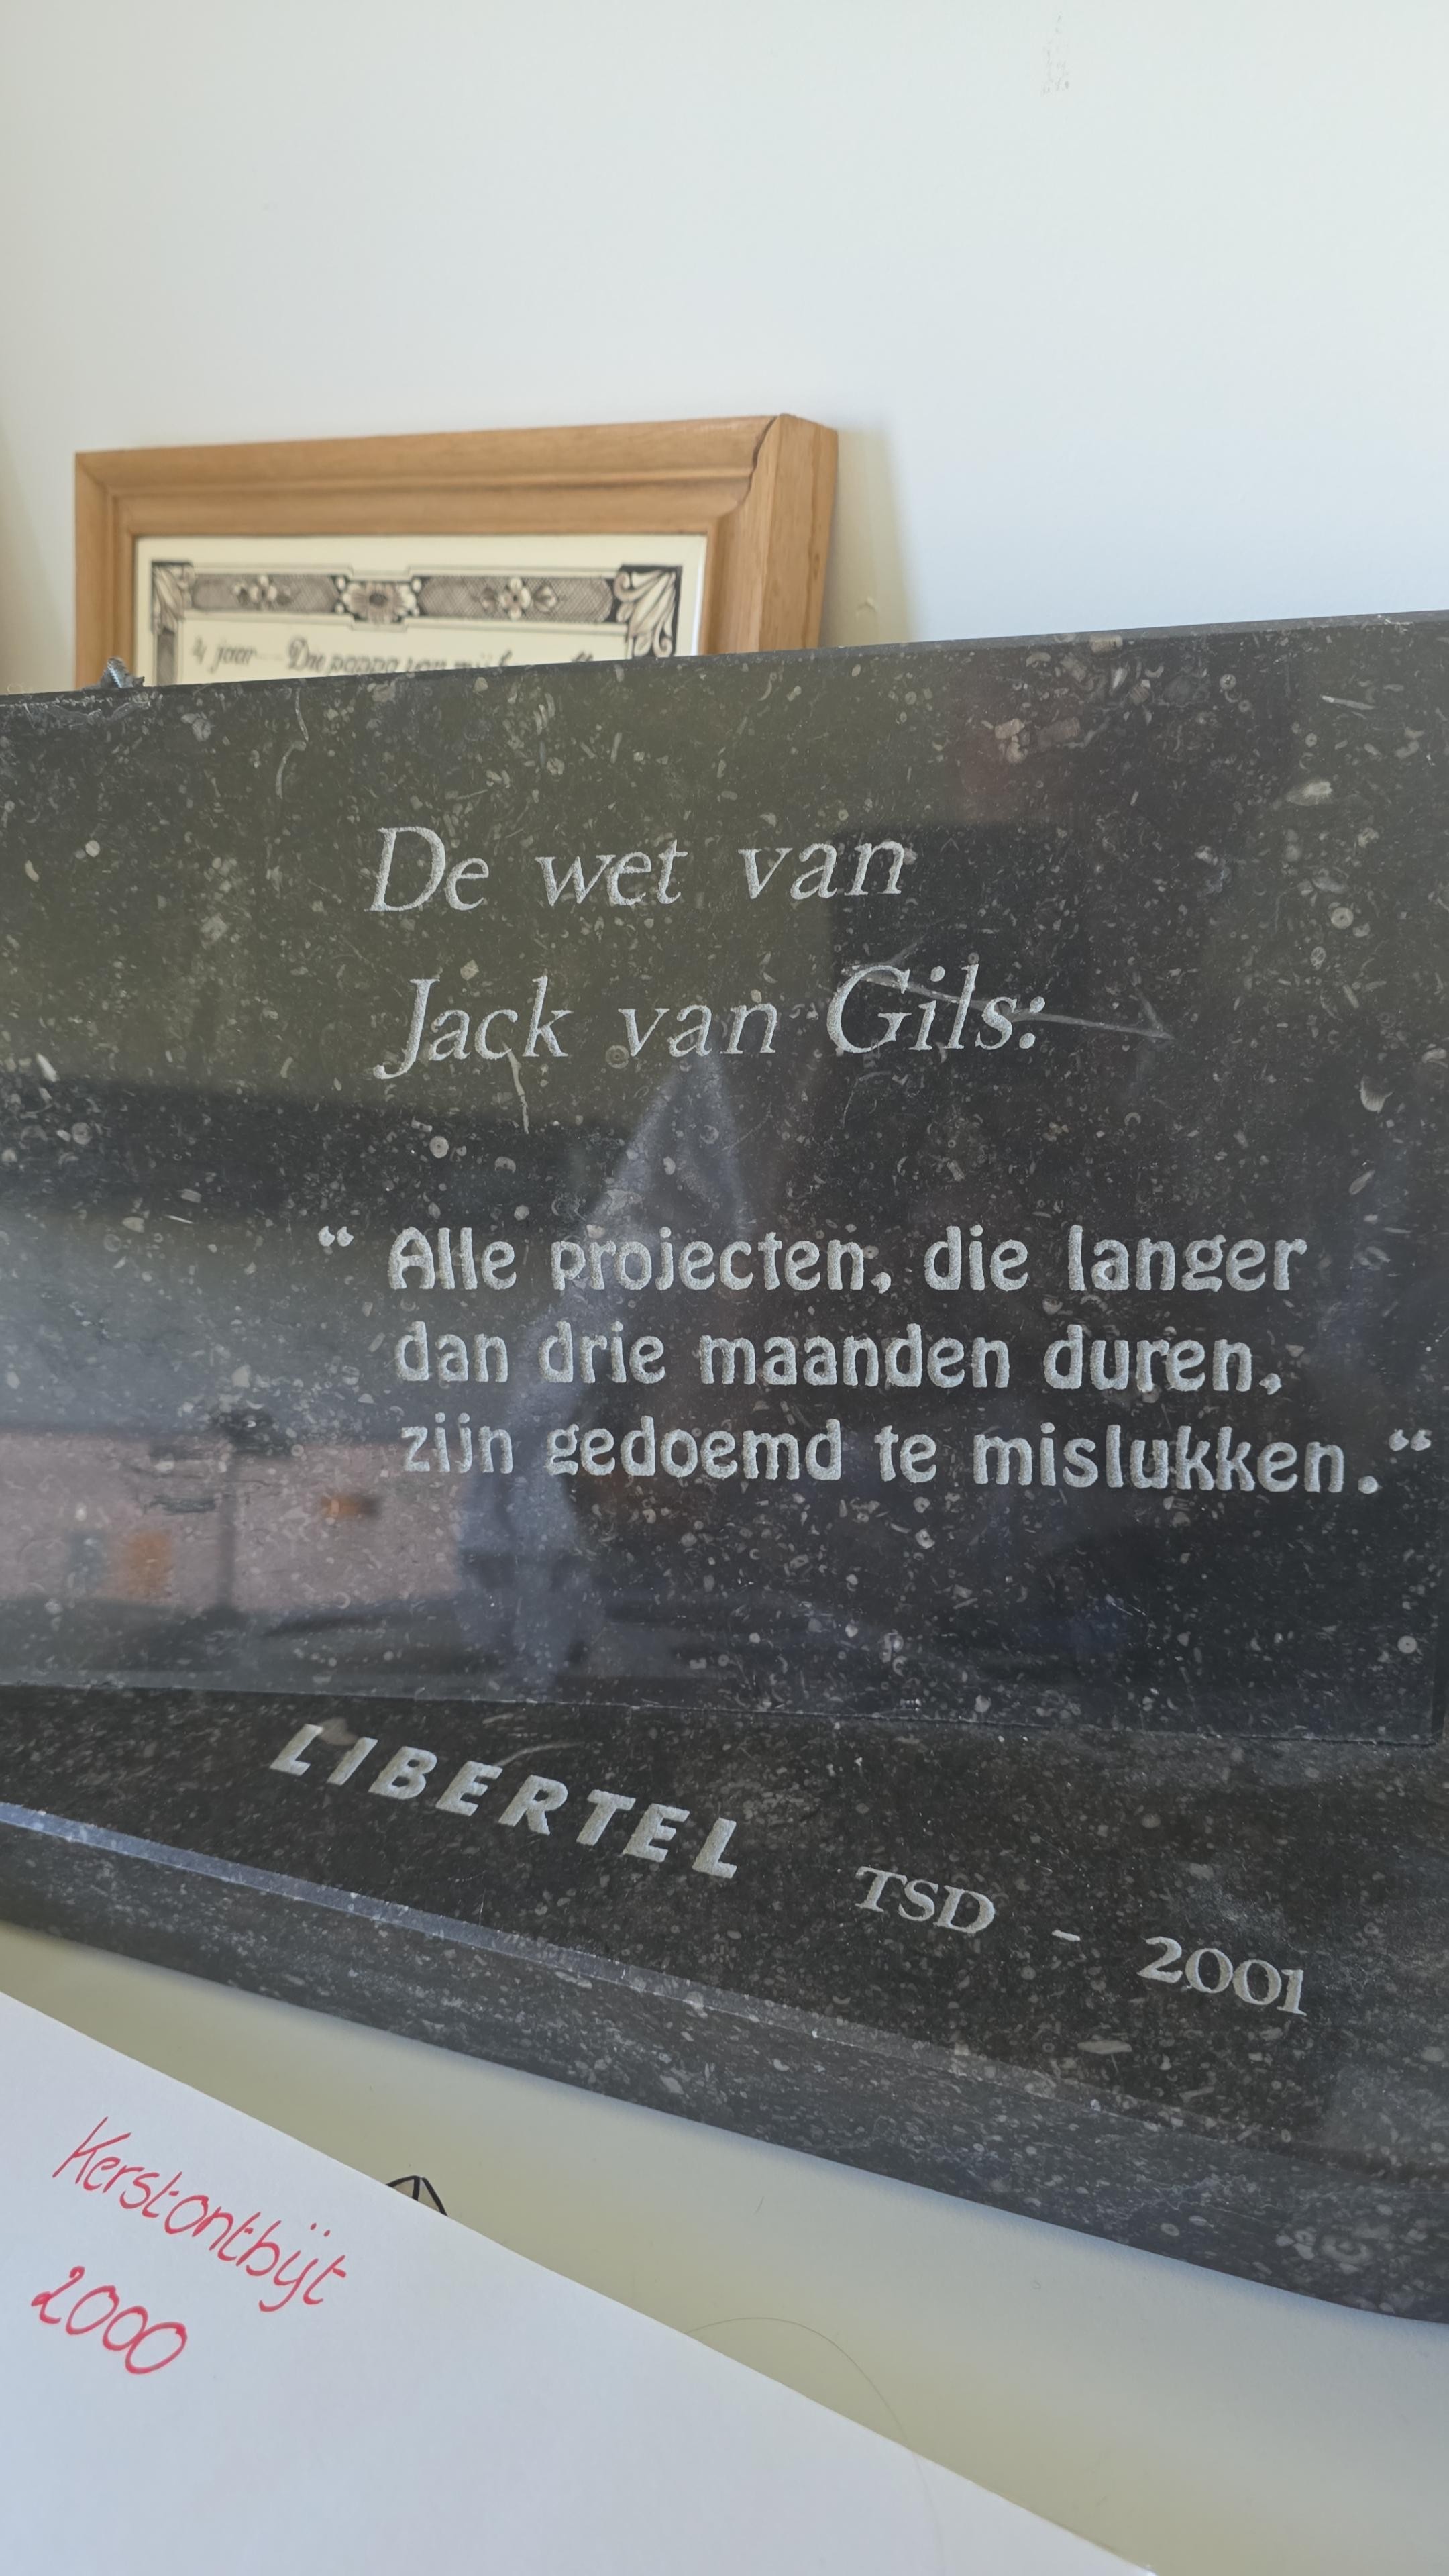 4 jaar
De wet van
Jack van Gils:
“ Alle projecten, die langer
dan drie maanden duren,
zijn gedoemd te mislukken. “
LIBERTEL TSD - 2001
Kerstontbijt
2000